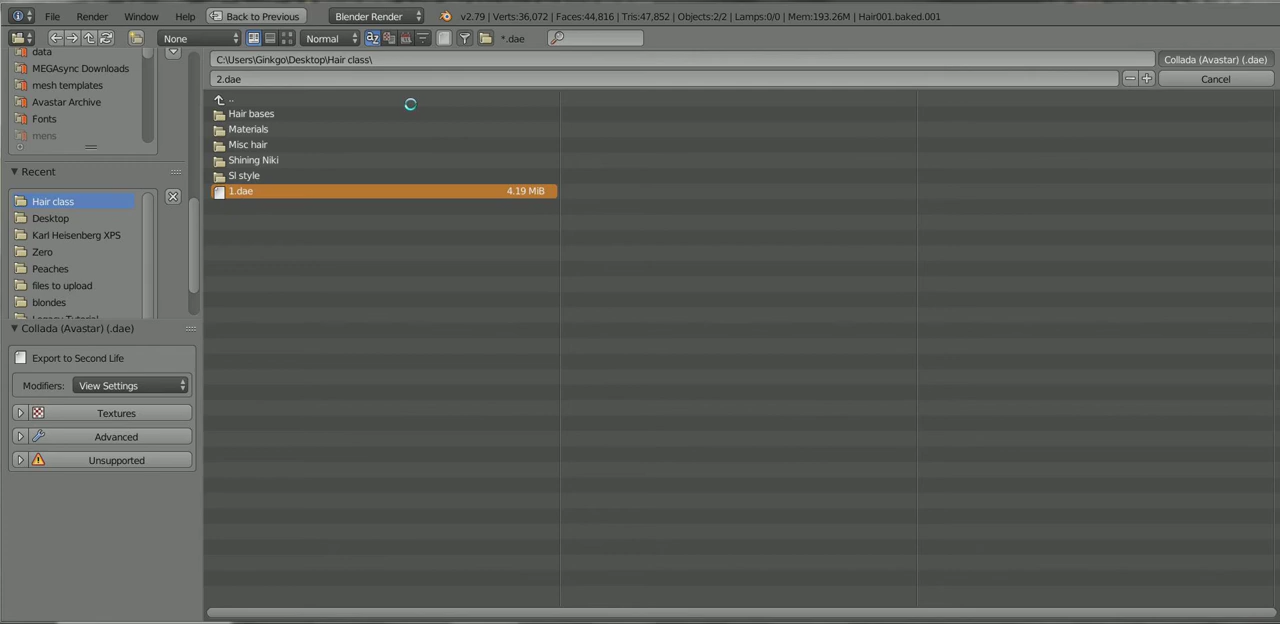 File Render Window Help Back to Previous Blender Render v2.79 | Verts:36,072 | Faces:44,816 | Tris:47,852 | Objects:2/2 | Lamps:0/0 | Mem:193.26M | Hair001.baked.001
None Normal *.dae
data
MEGAsync Downloads
mesh templates
Avastar Archive
Fonts
mens
Recent
Hair class
Desktop
Karl Heisenberg XPS
Zero
Peaches
files to upload
blondes
Legacy Tutorial
Collada (Avastar) (.dae)
Export to Second Life
Modifiers: View Settings
Textures
Advanced
Unsupported
C:\Users\Ginkgo\Desktop\Hair class\
Collada (Avastar) (.dae)
2.dae
Cancel
..
Hair bases
Materials
Misc hair
Shining Niki
Sl style
1.dae 4.19 MiB